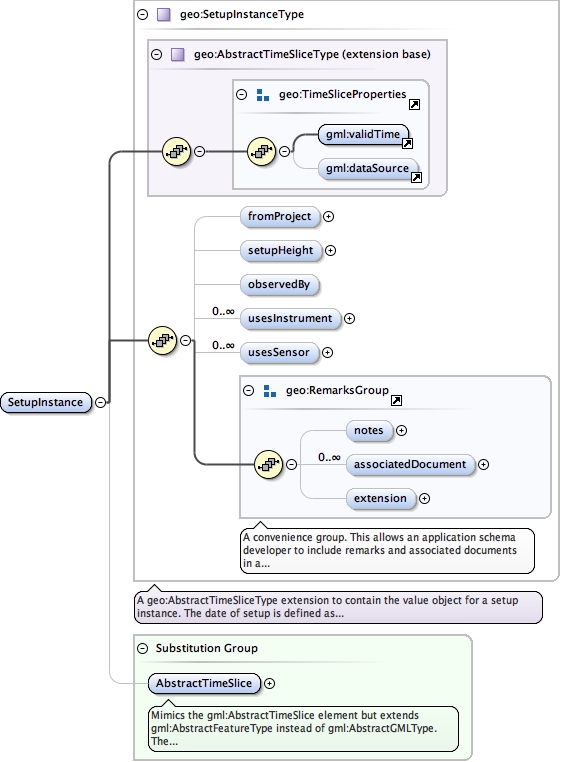 geo:SetupInstanceType
geo:AbstractTimeSliceType (extension base)
geo:TimeSliceProperties
gml:validTime
gml:dataSource
fromProject
setupHeight
observedBy
0..∞
usesInstrument
0..∞
usesSensor
SetupInstance
geo:RemarksGroup
notes
0..∞
associatedDocument
extension
A convenience group. This allows an application schema
developer to include remarks and associated documents
in a...
A geo:AbstractTimeSliceType extension to contain the value object for a setup
instance. The date of setup is defined as...
Substitution Group
AbstractTimeSlice
Mimics the gml:AbstractTimeSlice element but extends
gml:AbstractFeatureType instead of gml:AbstractGMLType.
The...